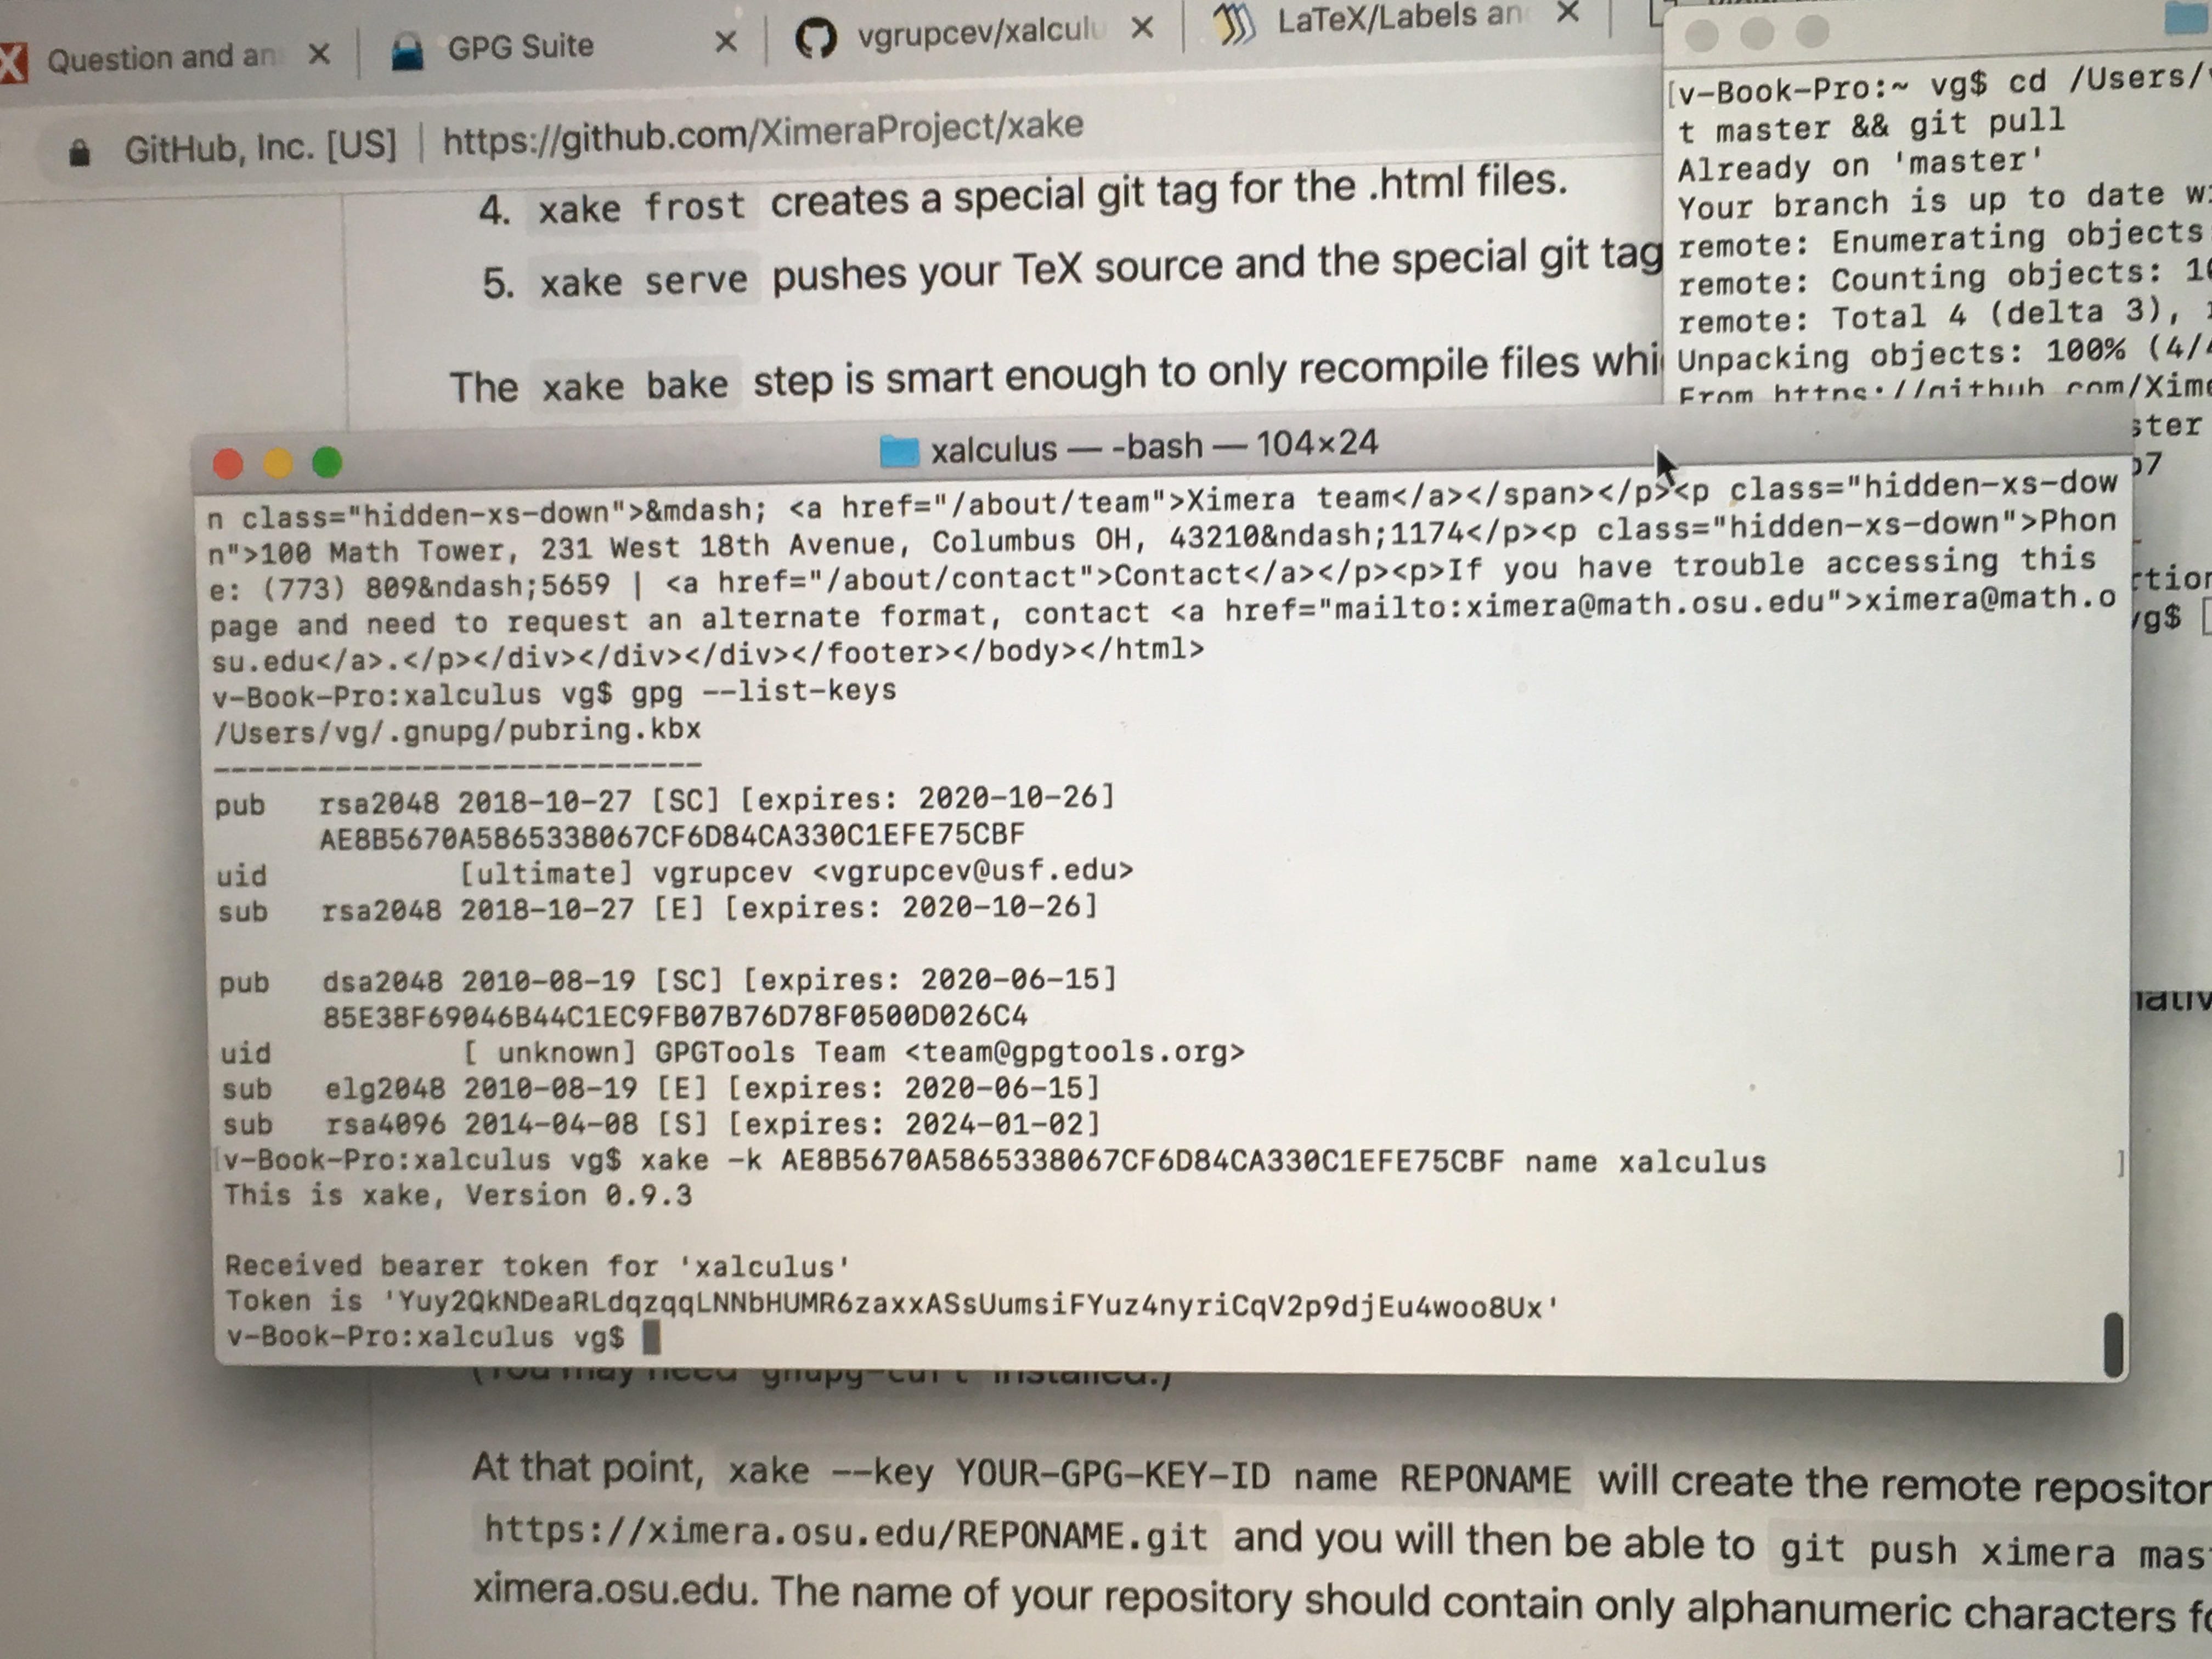 Question and an
GPG Suite
vgrupcev/xalculu
LaTeX/Labels an
GitHub, Inc. [US] | https://github.com/XimeraProject/xake
4. xake frost creates a special git tag for the .html files.
5. xake serve pushes your TeX source and the special git tag
The xake bake step is smart enough to only recompile files whi
[v-Book-Pro:~ vg$ cd /Users/
t master && git pull
Already on 'master'
Your branch is up to date wi
remote: Enumerating objects
remote: Counting objects: 10
remote: Total 4 (delta 3),
Unpacking objects: 100% (4/4
From https://github.com/Xime
ster
b7
ction
vg$
xalculus — -bash — 104×24
n class="hidden-xs-down">&mdash; <a href="/about/team">Ximera team</a></span></p><p class="hidden-xs-dow
n">100 Math Tower, 231 West 18th Avenue, Columbus OH, 43210&ndash;1174</p><p class="hidden-xs-down">Phon
e: (773) 809&ndash;5659 | <a href="/about/contact">Contact</a></p><p>If you have trouble accessing this
page and need to request an alternate format, contact <a href="mailto:ximera@math.osu.edu">ximera@math.o
su.edu</a>.</p></div></div></div></footer></body></html>
v-Book-Pro:xalculus vg$ gpg --list-keys
/Users/vg/.gnupg/pubring.kbx
----------------------------
pub   rsa2048 2018-10-27 [SC] [expires: 2020-10-26]
      AE8B5670A5865338067CF6D84CA330C1EFE75CBF
uid           [ultimate] vgrupcev <vgrupcev@usf.edu>
sub   rsa2048 2018-10-27 [E] [expires: 2020-10-26]
pub   dsa2048 2010-08-19 [SC] [expires: 2020-06-15]
      85E38F69046B44C1EC9FB07B76D78F0500D026C4
uid           [ unknown] GPGTools Team <team@gpgtools.org>
sub   elg2048 2010-08-19 [E] [expires: 2020-06-15]
sub   rsa4096 2014-04-08 [S] [expires: 2024-01-02]
[v-Book-Pro:xalculus vg$ xake -k AE8B5670A5865338067CF6D84CA330C1EFE75CBF name xalculus ]
This is xake, Version 0.9.3
Received bearer token for 'xalculus'
Token is 'Yuy2QkNDeaRLdqzqqLNNbHUMR6zaxxASsUumsiFYuz4nyriCqV2p9djEu4woo8Ux'
v-Book-Pro:xalculus vg$
(You may need gnupg-curl installed.)
At that point, xake --key YOUR-GPG-KEY-ID name REPONAME will create the remote repositor
https://ximera.osu.edu/REPONAME.git and you will then be able to git push ximera mas
ximera.osu.edu. The name of your repository should contain only alphanumeric characters fo